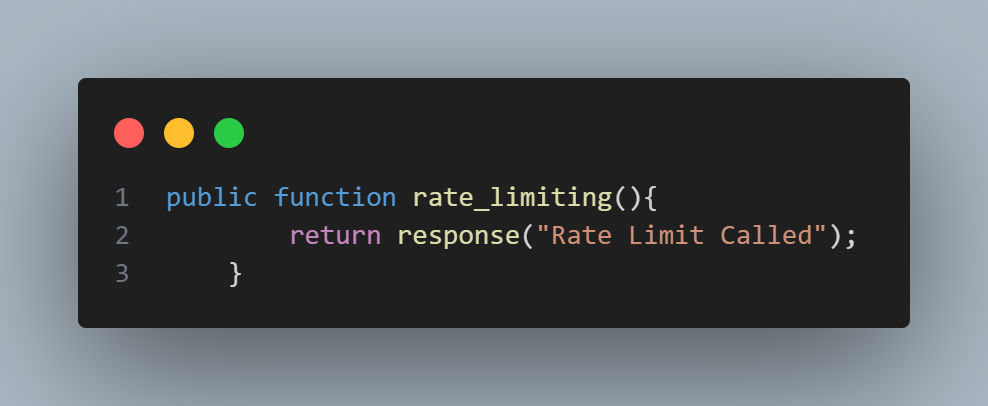 1 public function rate_limiting(){
2 return response("Rate Limit Called");
3 }